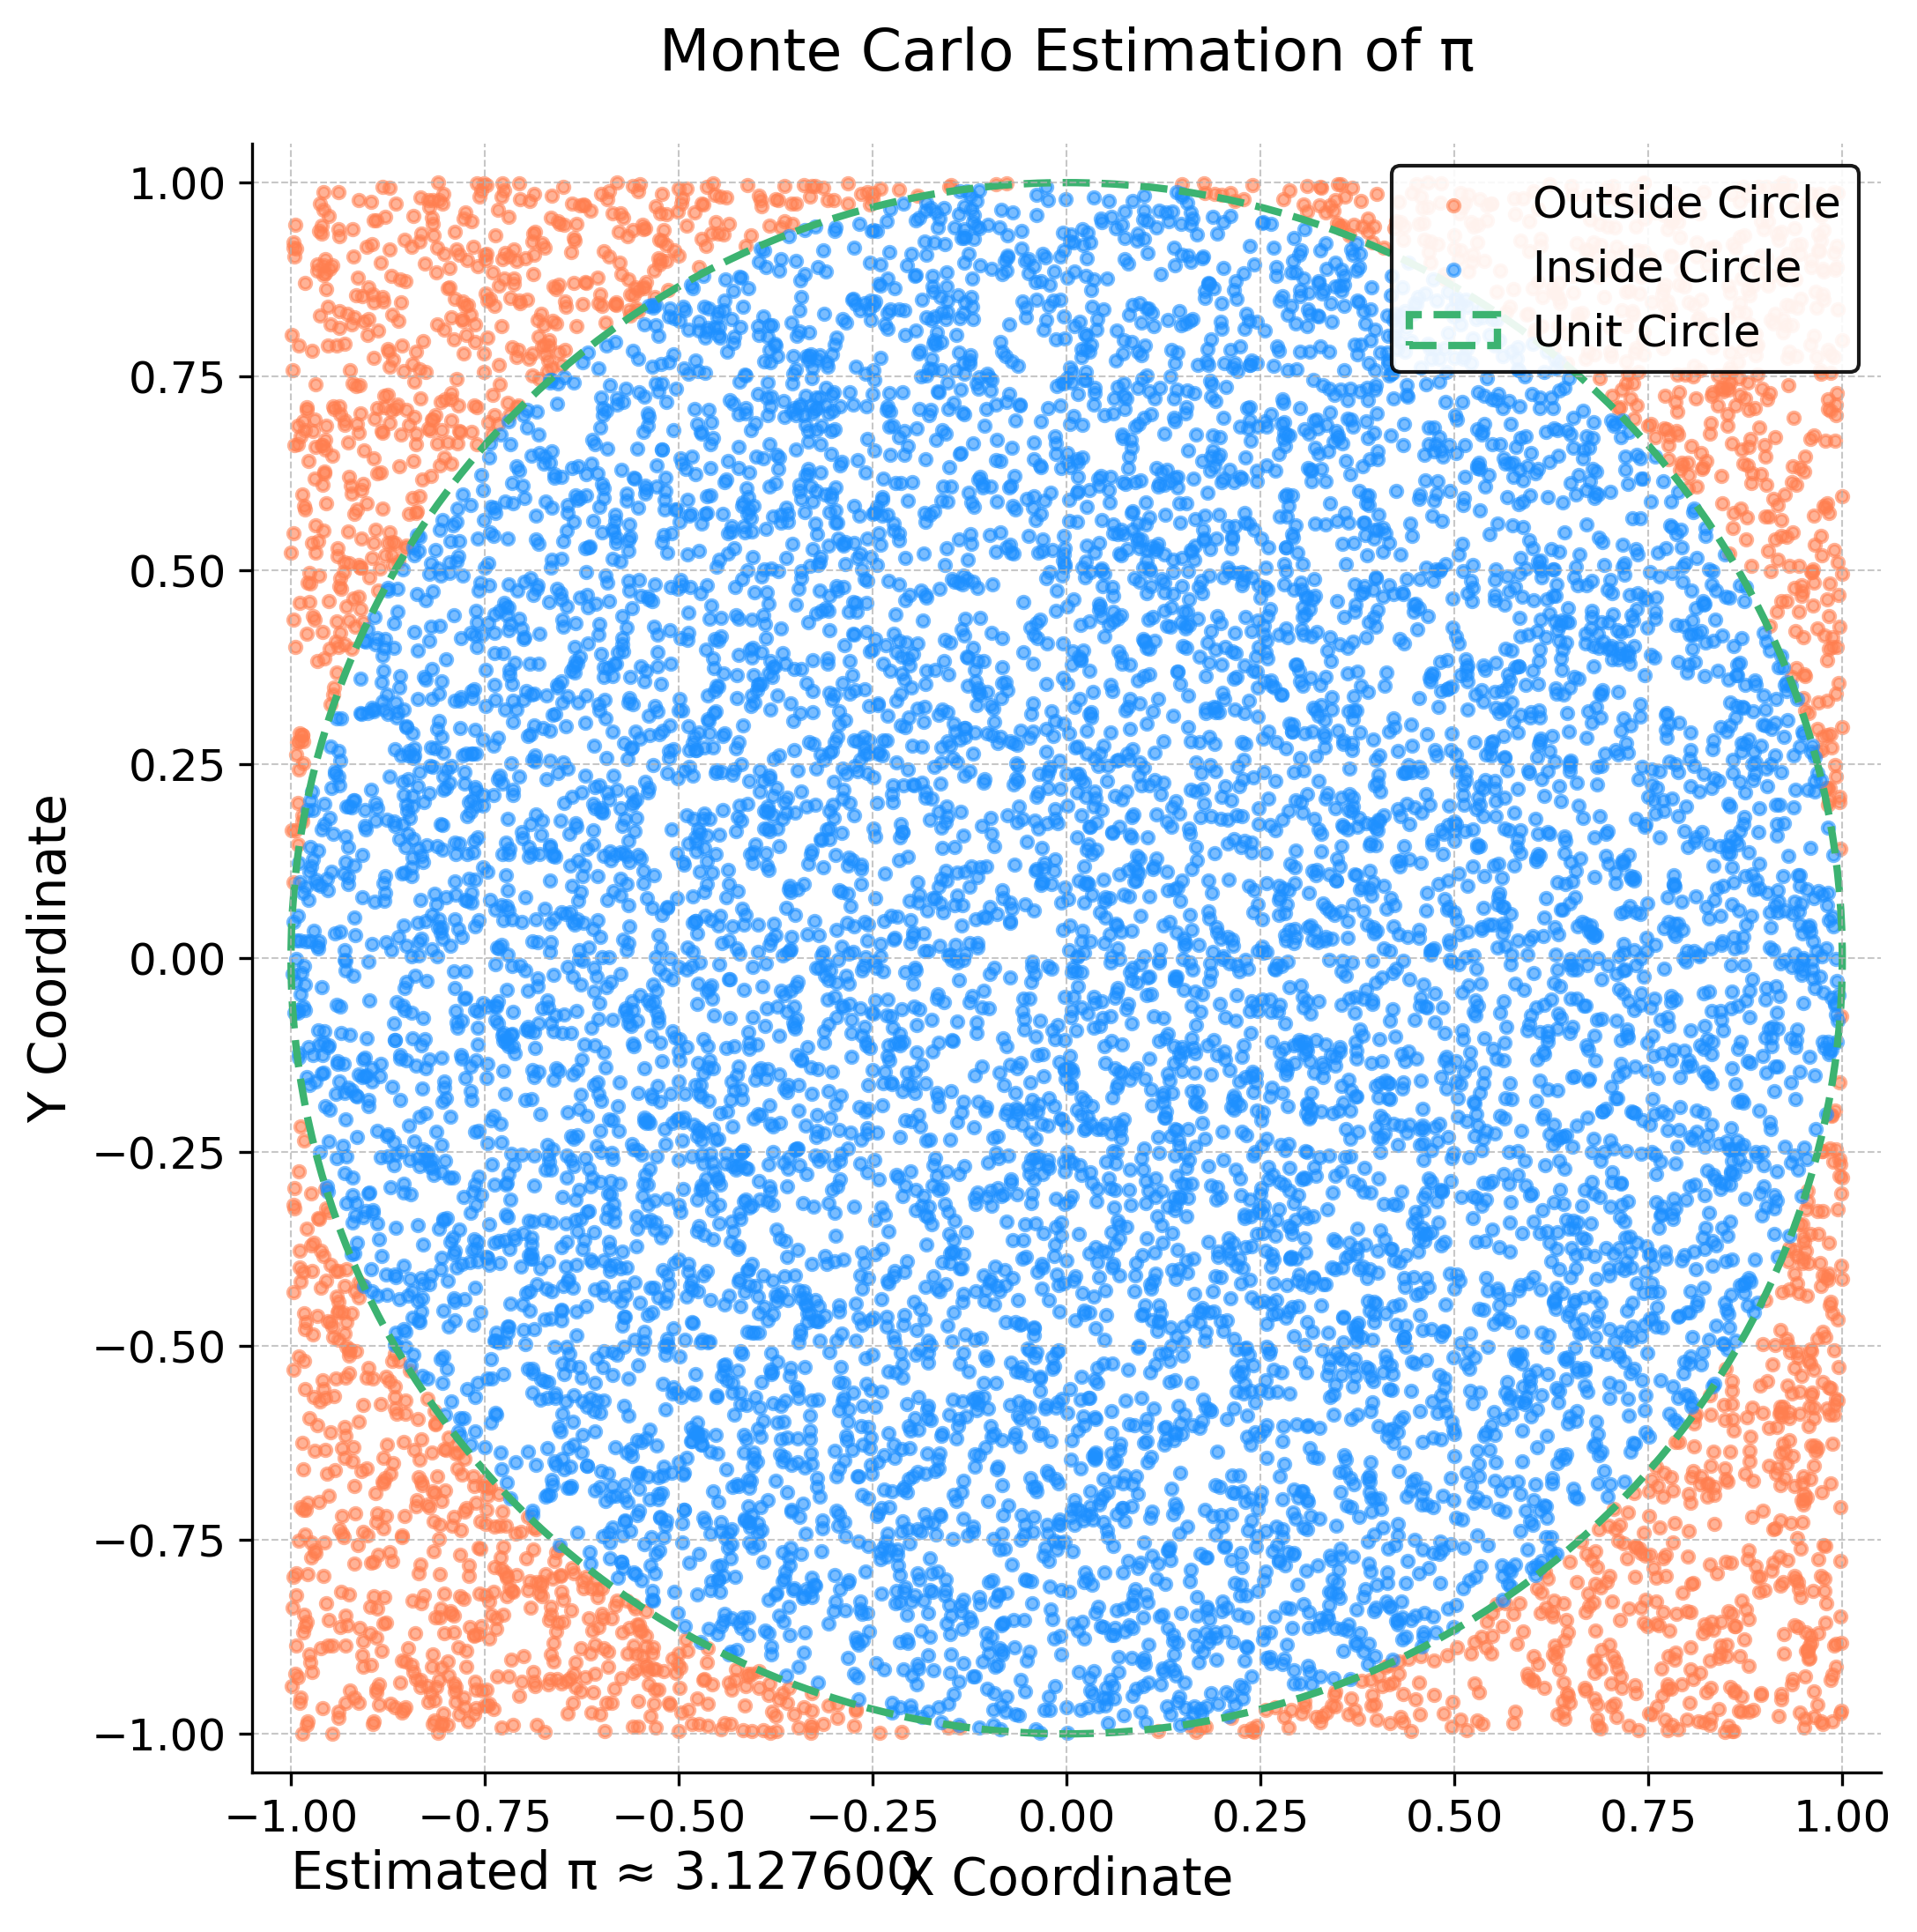 Monte Carlo Estimation of π
Outside Circle
Inside Circle
Unit Circle
1.00
0.75
0.50
0.25
0.00
−0.25
−0.50
−0.75
−1.00
Y Coordinate
−1.00 −0.75 −0.50 −0.25 0.00 0.25 0.50 0.75 1.00
Estimated π ≈ 3.127600
X Coordinate